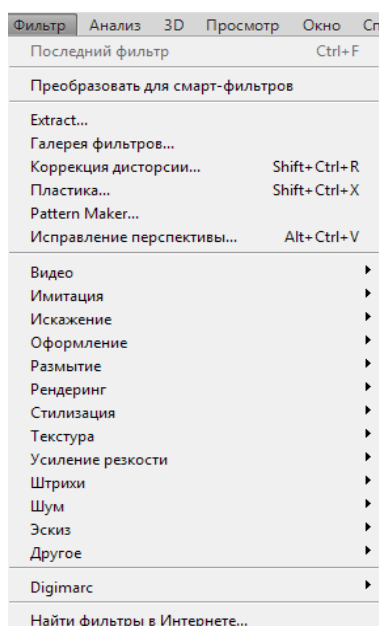 Фильтр Анализ 3D Просмотр Окно Сп
Последний фильтр Ctrl+F
Преобразовать для смарт-фильтров
Extract...
Галерея фильтров...
Коррекция дисторсии... Shift+Ctrl+R
Пластика... Shift+Ctrl+X
Pattern Maker...
Исправление перспективы... Alt+Ctrl+V
Видео
Имитация
Искажение
Оформление
Размытие
Рендеринг
Стилизация
Текстура
Усиление резкости
Штрихи
Шум
Эскиз
Другое
Digimarc
Найти фильтры в Интернете...